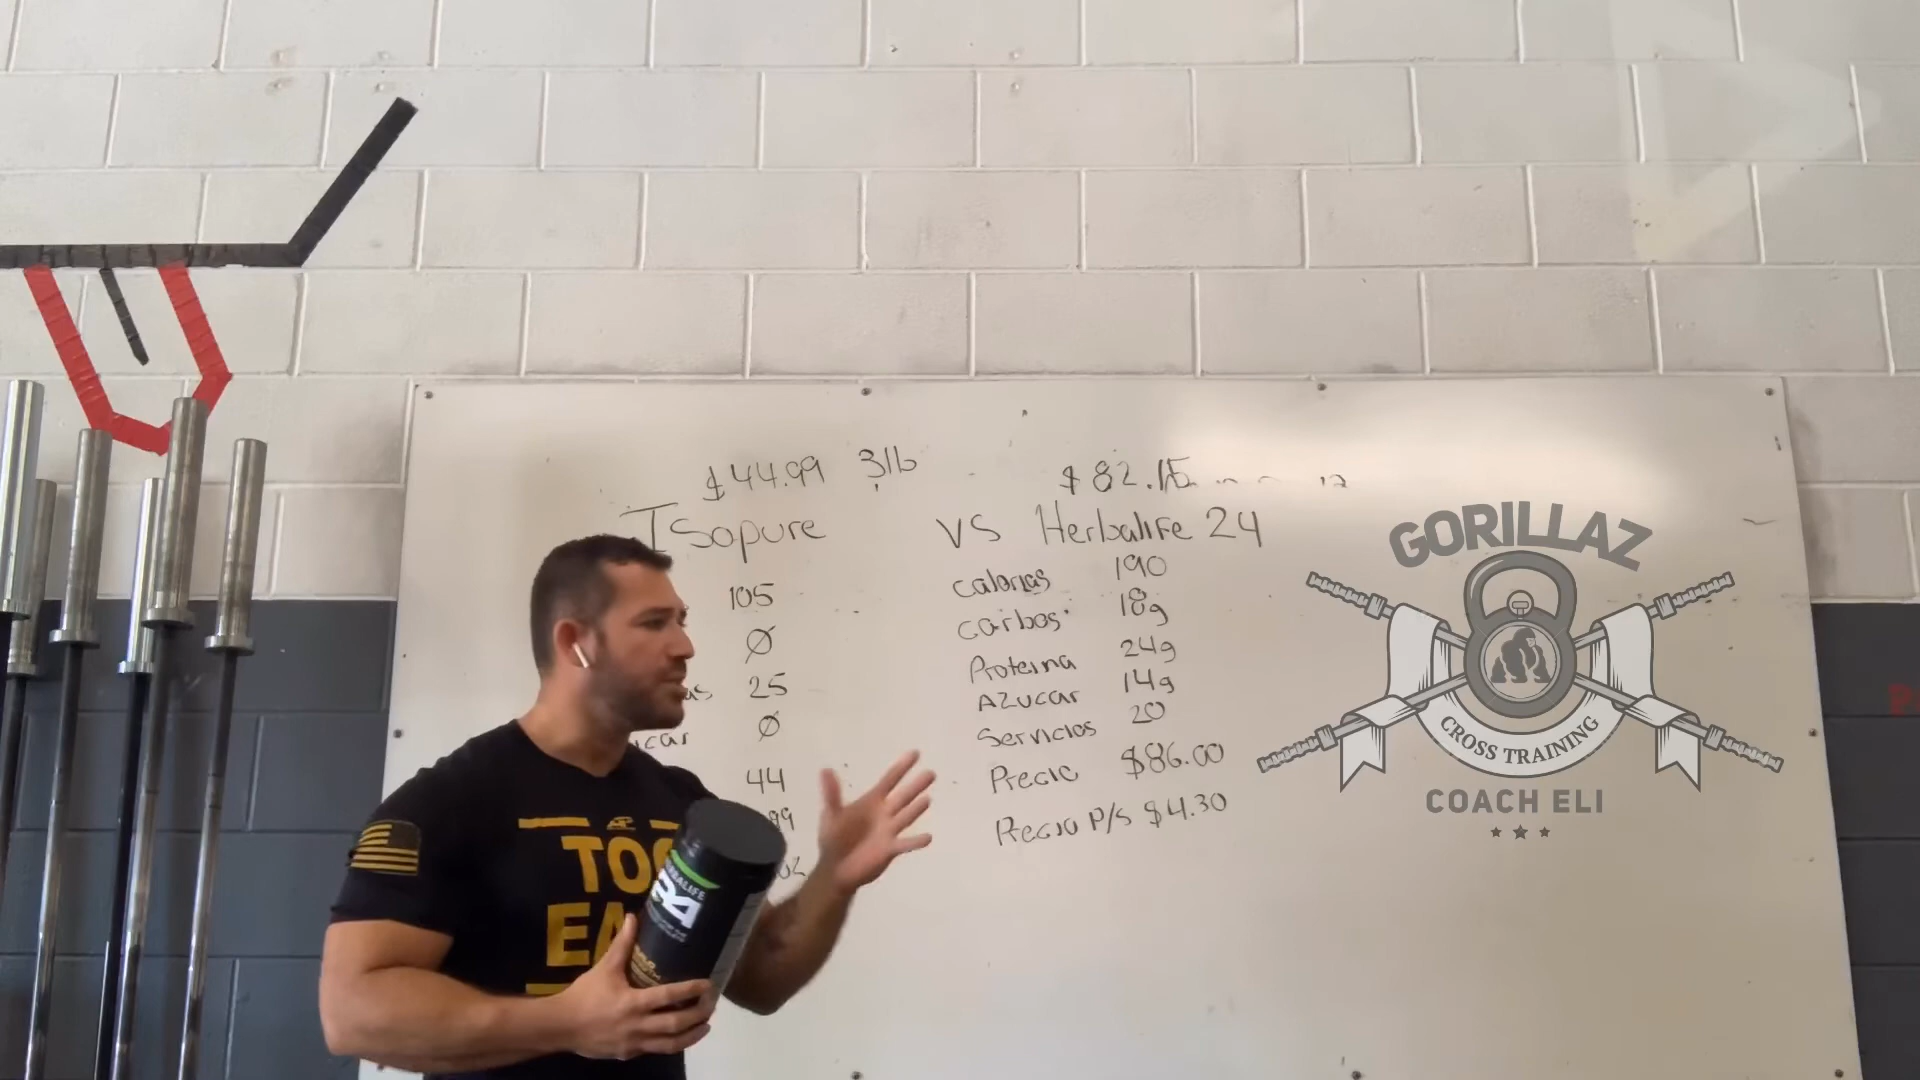 $44.99 3lb
$82.15
Isopure VS Herbalife 24
105
Ø
25
Ø
44
calorias 190
carbos 18g
Proteina 24g
Azucar 14g
Servicios 20
Precio $86.00
Precio P/S $4.30
TOO
EA
HERBALIFE
24
GORILLAZ
CROSS TRAINING
COACH ELI